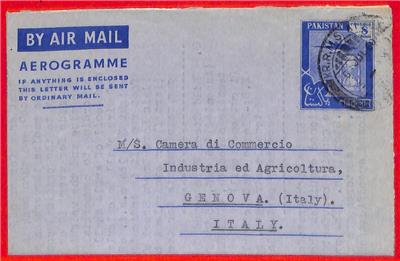 BY AIR MAIL
AEROGRAMME
IF ANYTHING IS ENCLOSED
THIS LETTER WILL BE SENT
BY ORDINARY MAIL.
PAKISTAN
M/S. Camera di Commercio
Industria ed Agricoltura,
GENOVA. (Italy).
ITALY.